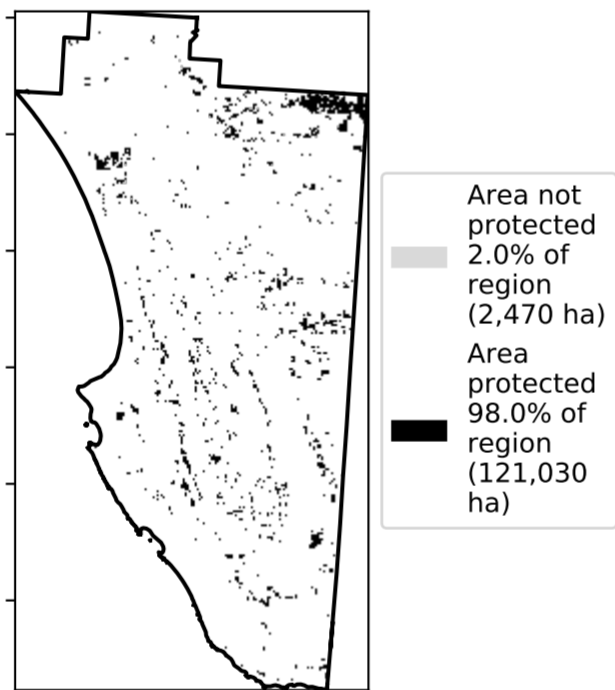 Area not
protected
2.0% of
region
(2,470 ha)
Area
protected
98.0% of
region
(121,030
ha)